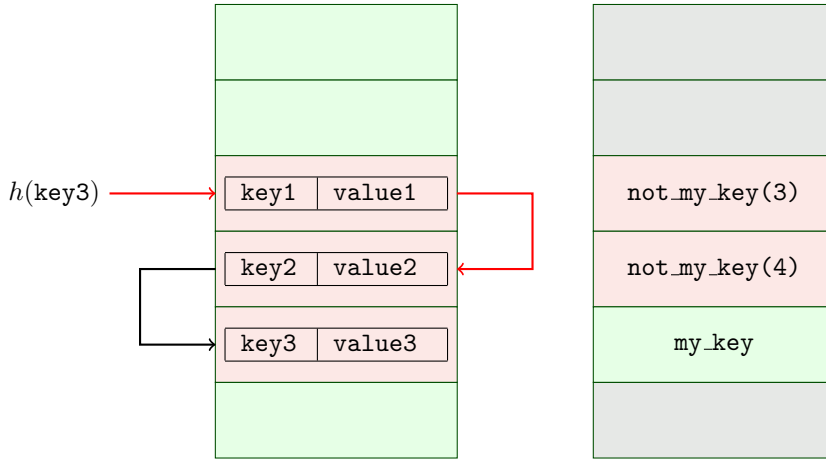 h(key3)
key1 value1
key2 value2
key3 value3
not_my_key(3)
not_my_key(4)
my_key